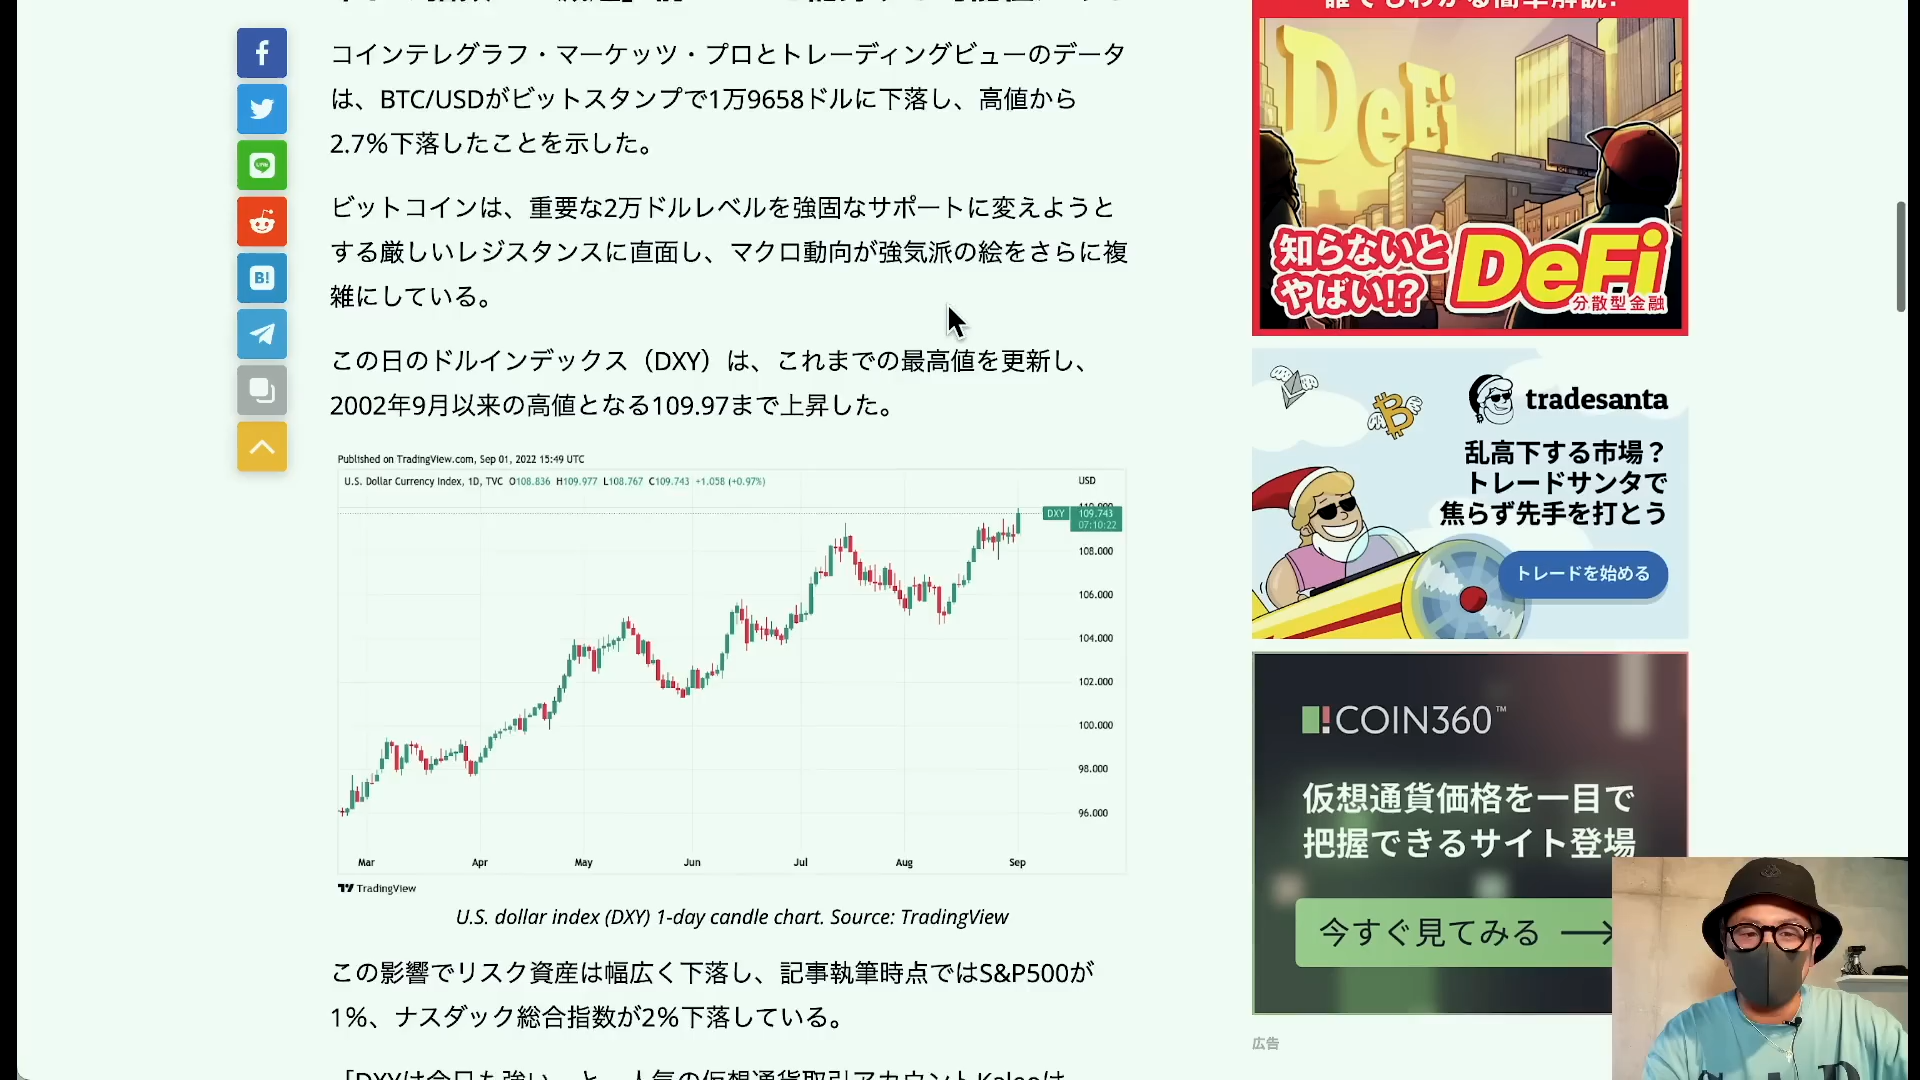 コインテレグラフ・マーケッツ・プロとトレーディングビューのデータ
は、BTC/USDがビットスタンプで1万9658ドルに下落し、高値から
2.7%下落したことを示した。
ビットコインは、重要な2万ドルレベルを強固なサポートに変えようと
する厳しいレジスタンスに直面し、マクロ動向が強気派の絵をさらに複
雑にしている。
この日のドルインデックス（DXY）は、これまでの最高値を更新し、
2002年9月以来の高値となる109.97まで上昇した。
Published on TradingView.com, Sep 01, 2022 15:49 UTC
U.S. Dollar Currency Index, 1D, TVC O108.836 H109.977 L108.767 C109.743 +1.058 (+0.97%)
USD
DXY 109.743
07:10:22
108.000
106.000
104.000
102.000
100.000
98.000
96.000
Mar Apr May Jun Jul Aug Sep
TradingView
U.S. dollar index (DXY) 1-day candle chart. Source: TradingView
この影響でリスク資産は幅広く下落し、記事執筆時点ではS&P500が
1%、ナスダック総合指数が2%下落している。
B!
LINE
DeFi
知らないと
やばい!?
DeFi
分散型金融
tradesanta
乱高下する市場？
トレードサンタで
焦らず先手を打とう
トレードを始める
COIN360™
仮想通貨価格を一目で
把握できるサイト登場
今すぐ見てみる
広告